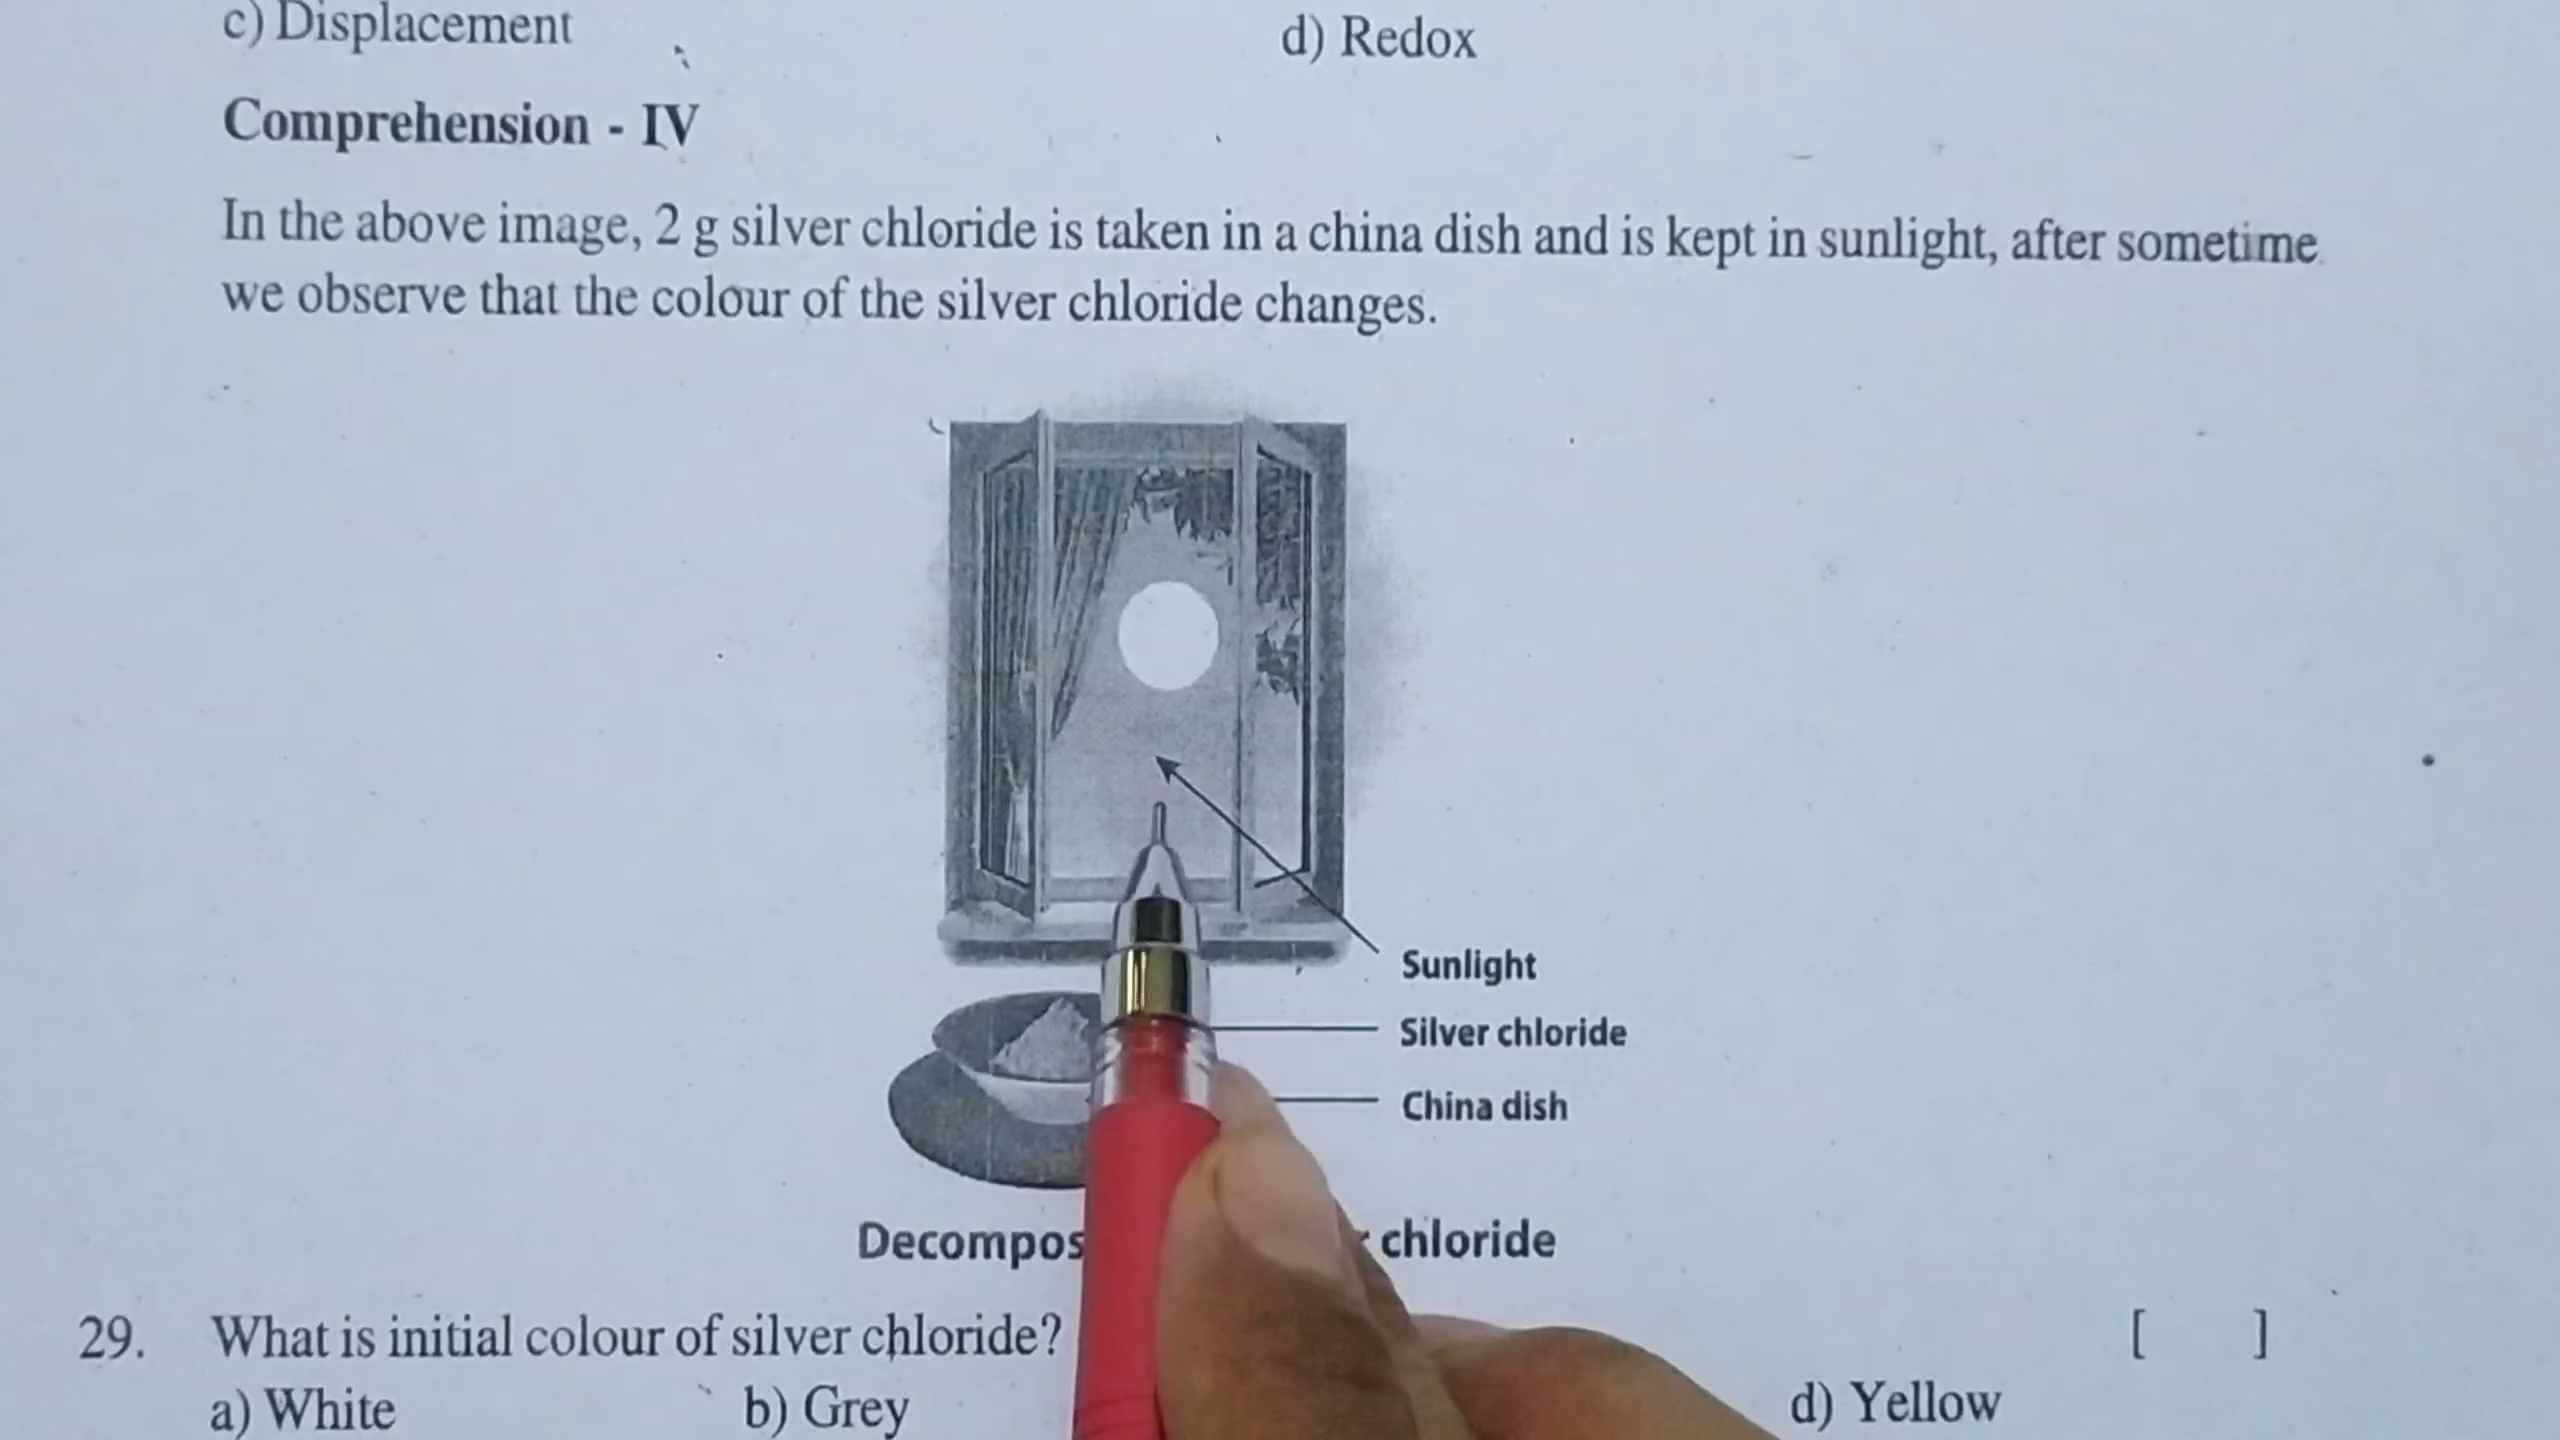 c) Displacement d) Redox
Comprehension - IV
In the above image, 2 g silver chloride is taken in a china dish and is kept in sunlight, after sometime
we observe that the colour of the silver chloride changes.
Sunlight
Silver chloride
China dish
chloride
29. What is initial colour of silver chloride? [ ]
a) White b) Grey d) Yellow